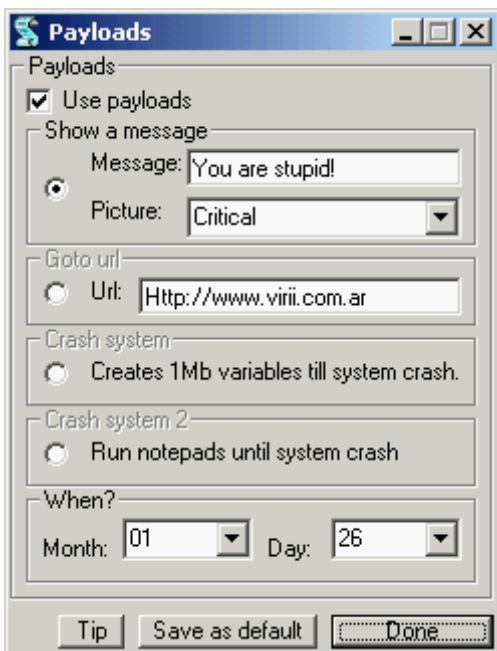 Payloads
Payloads
Use payloads
Show a message
Message: You are stupid!
Picture: Critical
Goto url
Url: Http://www.virii.com.ar
Crash system
Creates 1Mb variables till system crash.
Crash system 2
Run notepads until system crash
When?
Month: 01 Day: 26
Tip Save as default Done